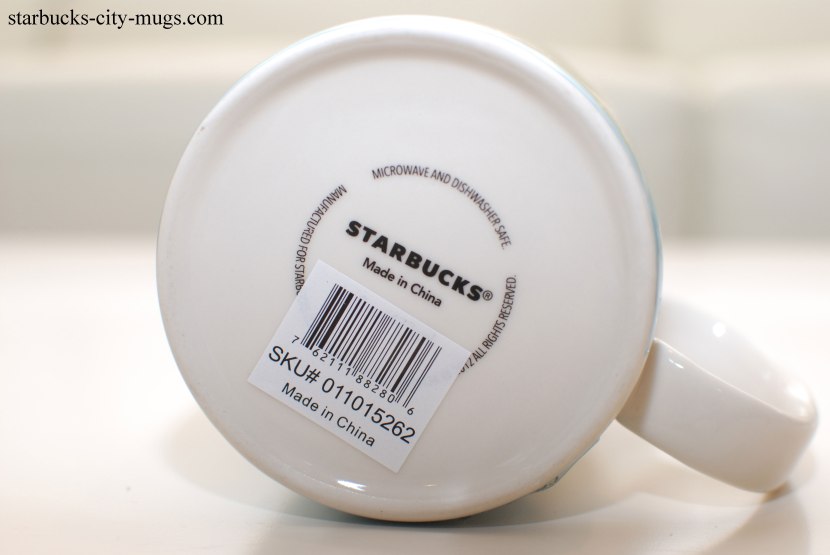 starbucks-city-mugs.com
MICROWAVE AND DISHWASHER SAFE.
MANUFACTURED FOR
STARBUCKS®
Made in China
ALL RIGHTS RESERVED.
7 62111 88280 6
SKU# 011015262
Made in China